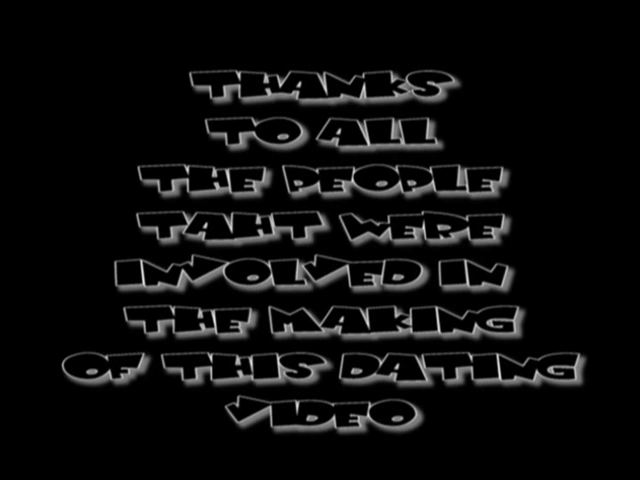 THANKS
TO ALL
THE PEOPLE
TAHT WERE
INVOLVED IN
THE MAKING
OF THIS DATING
VIDEO